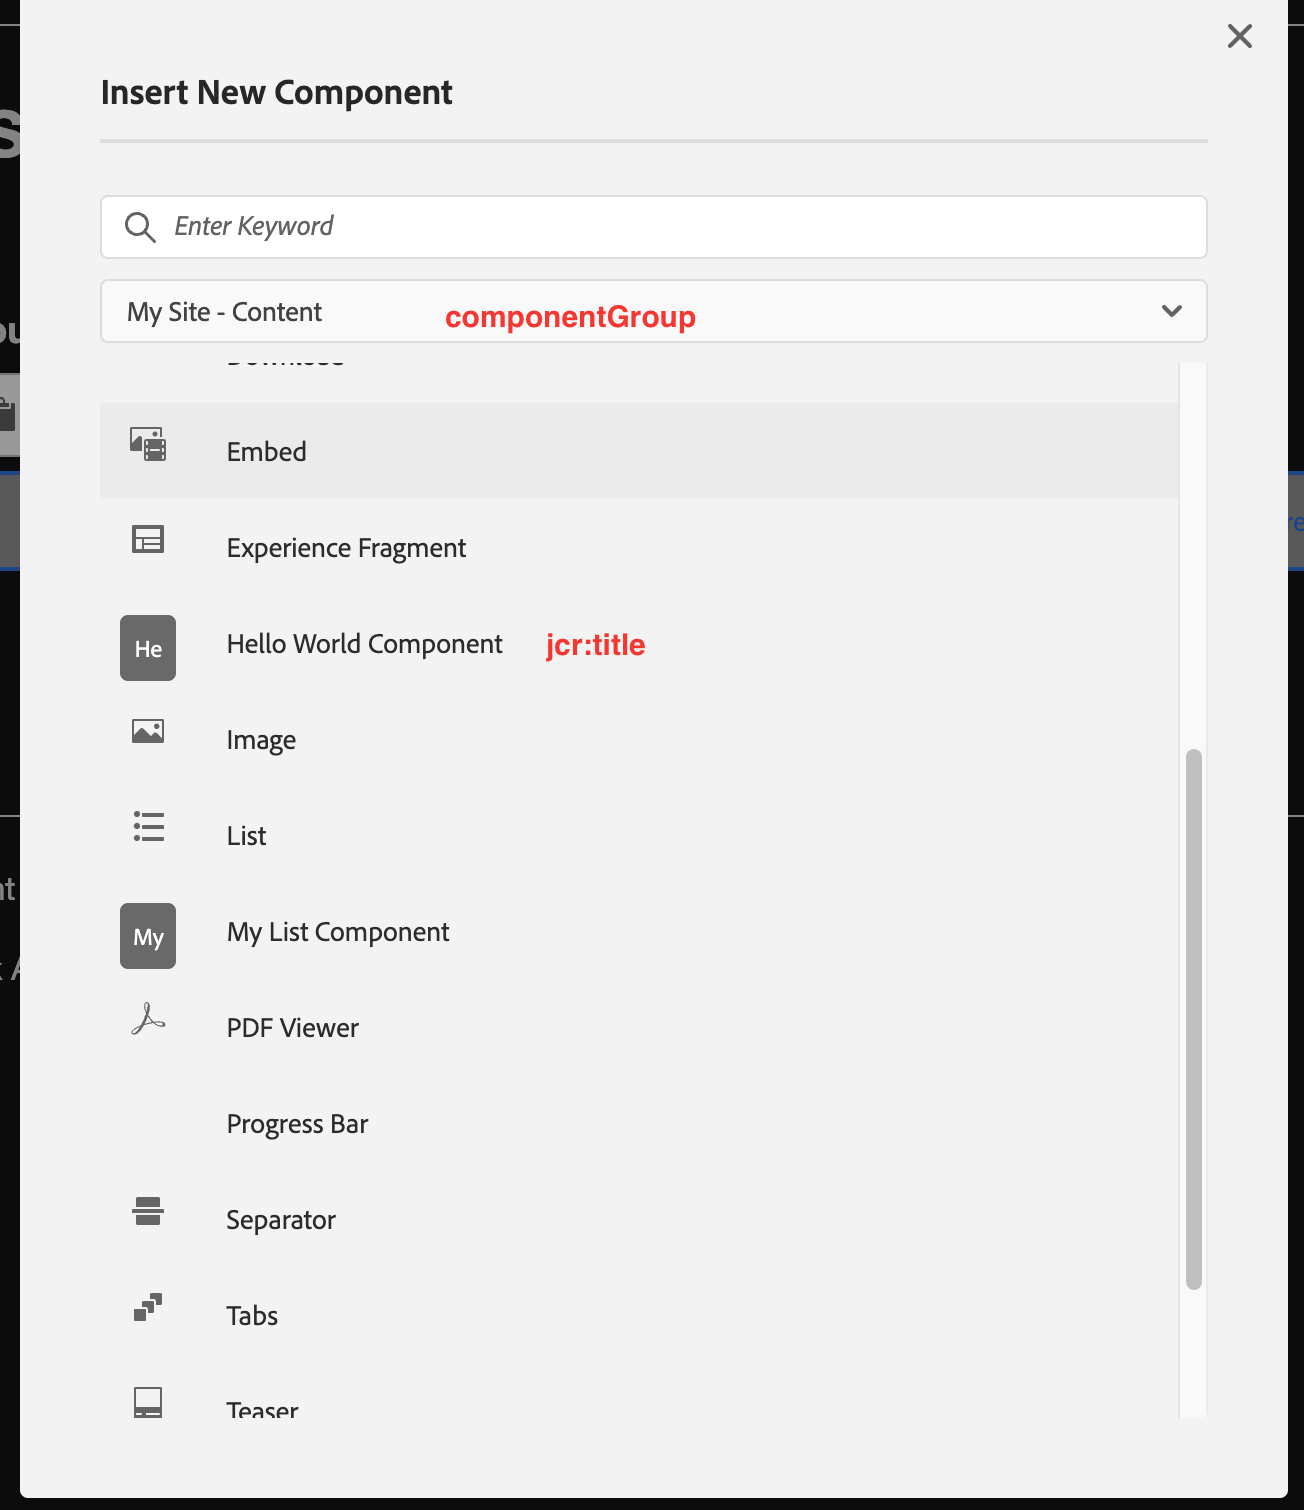 Insert New Component
Enter Keyword
My Site - Content componentGroup
Embed
Experience Fragment
He Hello World Component jcr:title
Image
List
My My List Component
PDF Viewer
Progress Bar
Separator
Tabs
Teaser